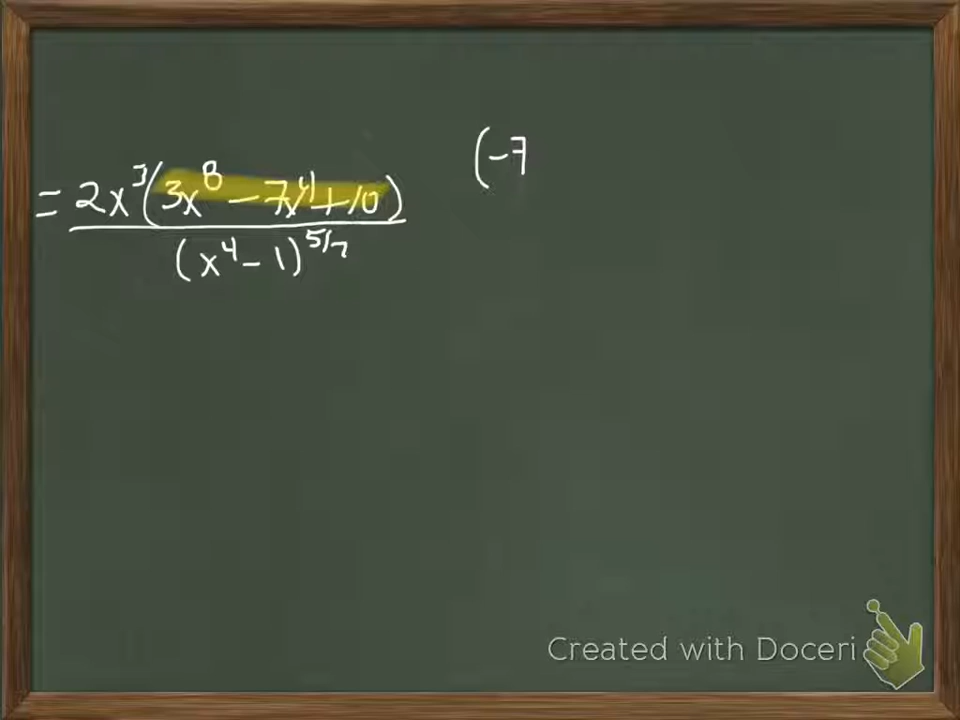 = 2x³(3x⁸ - 7x⁴ + 10)
(x⁴ - 1)^5/7
(-7
Created with Doceri